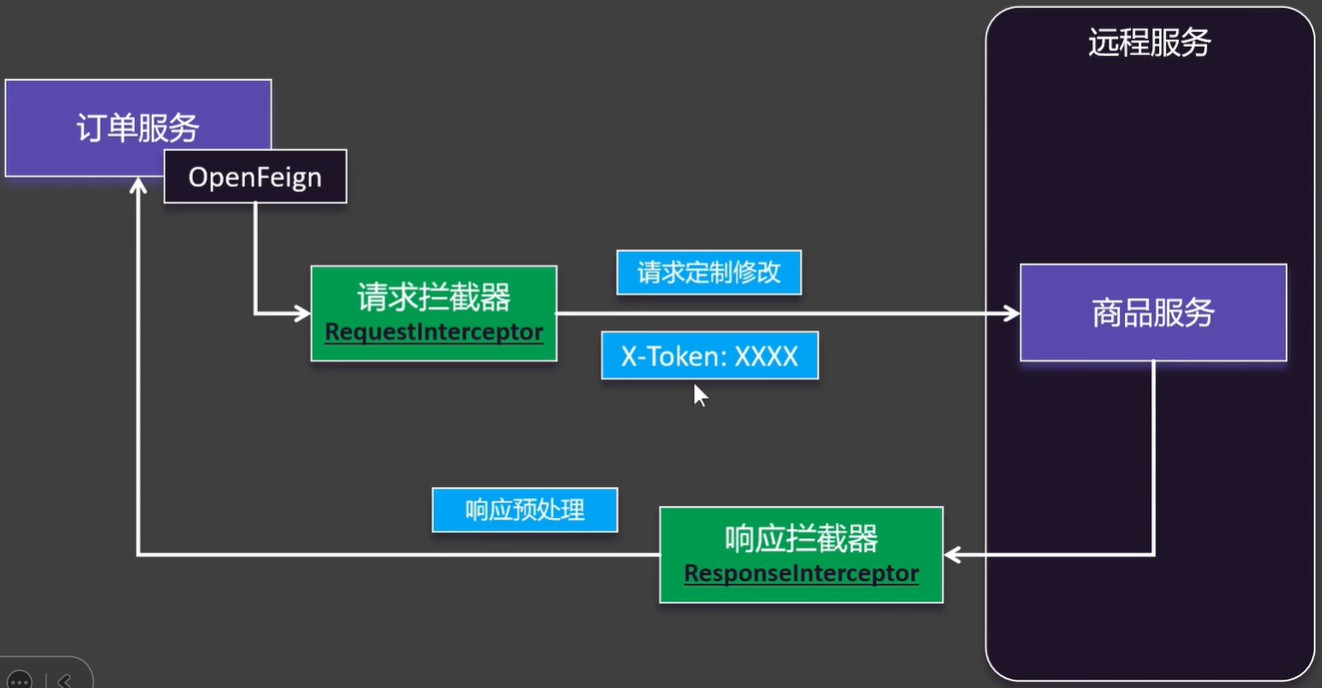 远程服务
订单服务
OpenFeign
请求拦截器
RequestInterceptor
请求定制修改
X-Token: XXXX
商品服务
响应预处理
响应拦截器
ResponseInterceptor